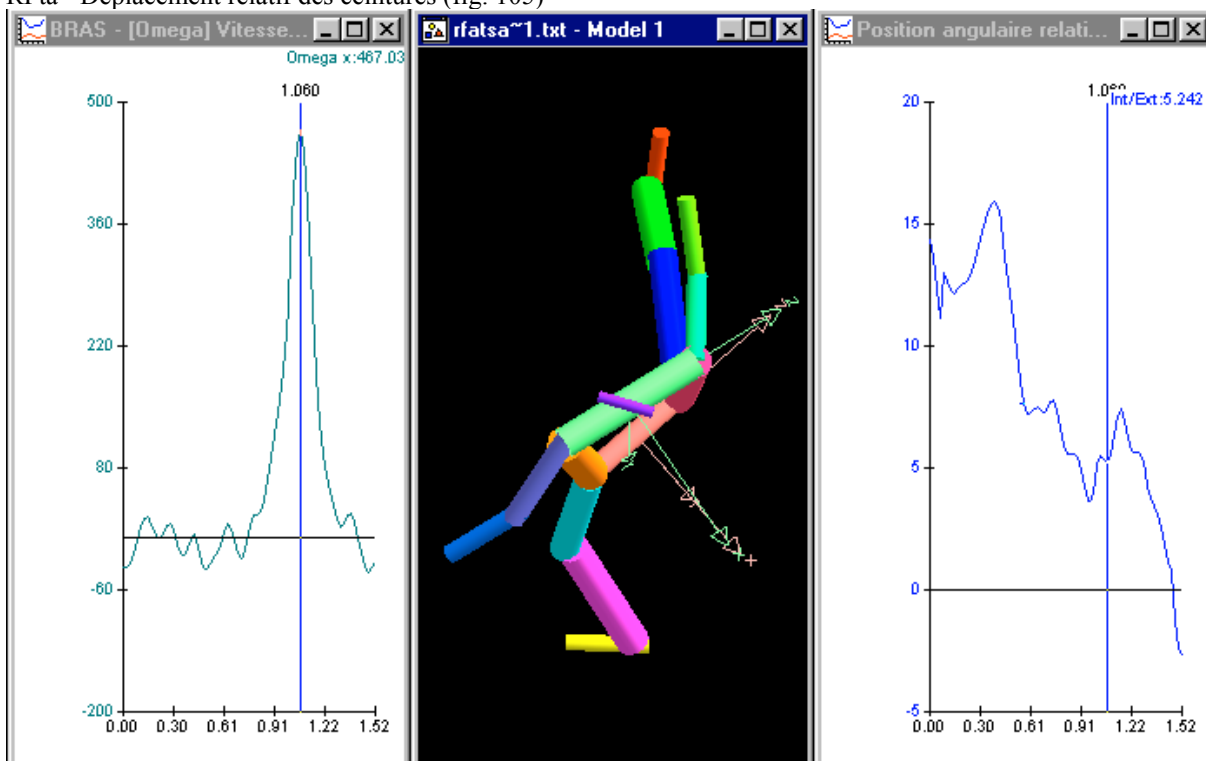 Déplacement relatif des ceintures (fig. 105)
BRAS - [Omega] Vitesse...
Omega x:467.03
1.060
500
360
220
80
-60
-200
0.00 0.30 0.61 0.91 1.22 1.52
rfatsa~1.txt - Model 1
Position angulaire relati...
Int/Ext:5.242
20
15
10
5
0
-5
0.00 0.30 0.61 0.91 1.22 1.52